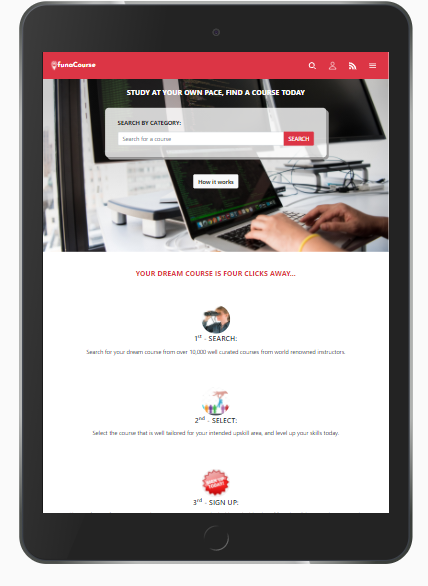 funaCourse
STUDY AT YOUR OWN PACE, FIND A COURSE TODAY
SEARCH BY CATEGORY:
Search for a course
SEARCH
How it works
YOUR DREAM COURSE IS FOUR CLICKS AWAY...
1st - SEARCH:
Search for your dream course from over 10,000 well curated courses from world renowned instructors.
2nd - SELECT:
Select the course that is well tailored for your intended upskill area, and level up your skills today.
SIGN UP
TODAY!
3rd - SIGN UP: